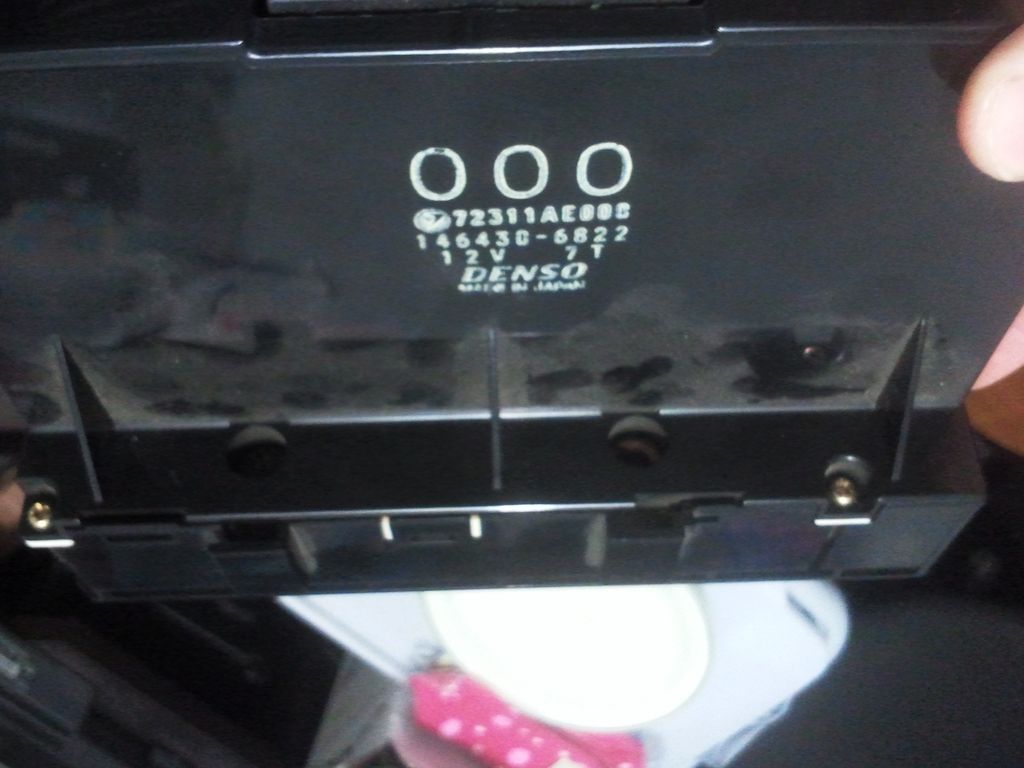 000
72311AE00C
146430-6822
12V 7T
DENSO
MADE IN JAPAN